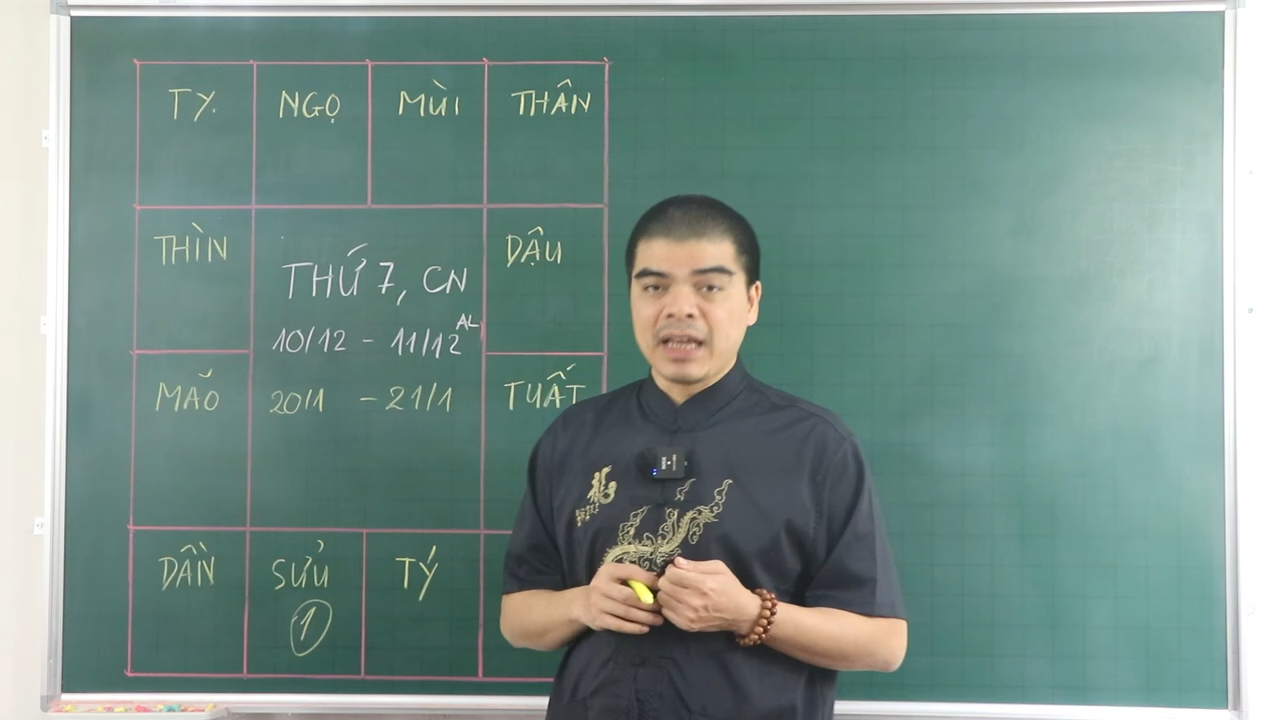 TỴ NGỌ MÙI THÂN
THÌN DẬU
THỨ 7, CN
10/12 - 11/12 AL
MÃO 20/1 - 21/1 TUẤT
DẦN SỬU TÝ
1
龍